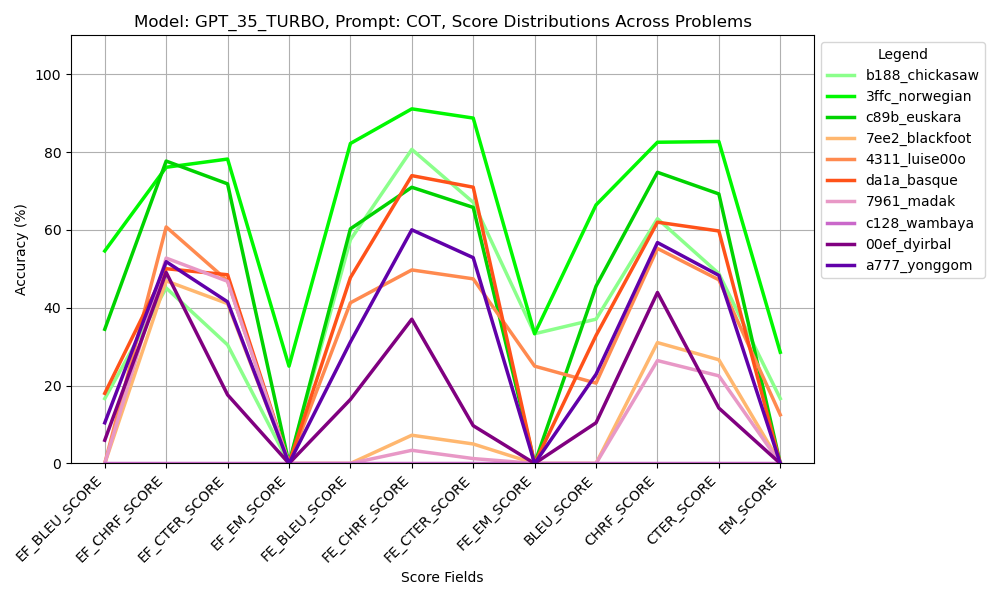 Model: GPT_35_TURBO, Prompt: COT, Score Distributions Across Problems
Accuracy (%)
100
80
60
40
20
0
EF_BLEU_SCORE
EF_CHRF_SCORE
EF_CTER_SCORE
EF_EM_SCORE
FE_BLEU_SCORE
FE_CHRF_SCORE
FE_CTER_SCORE
FE_EM_SCORE
BLEU_SCORE
CHRF_SCORE
CTER_SCORE
EM_SCORE
Score Fields
Legend
b188_chickasaw
3ffc_norwegian
c89b_euskara
7ee2_blackfoot
4311_luise00o
da1a_basque
7961_madak
c128_wambaya
00ef_dyirbal
a777_yonggom